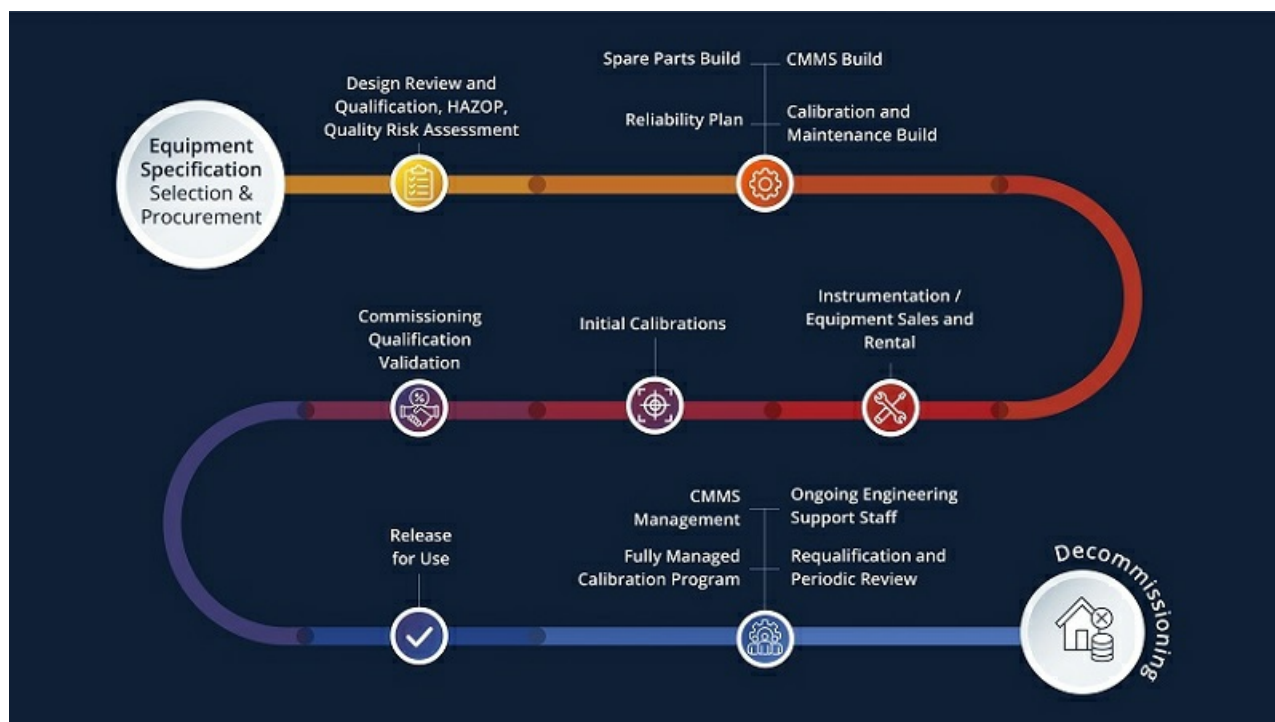 Equipment
Specification
Selection &
Procurement
Design Review and
Qualification, HAZOP,
Quality Risk Assessment
Spare Parts Build
CMMS Build
Reliability Plan
Calibration and
Maintenance Build
Instrumentation /
Equipment Sales and
Rental
Initial Calibrations
Commissioning
Qualification
Validation
%
Release
for Use
CMMS
Management
Ongoing Engineering
Support Staff
Fully Managed
Calibration Program
Requalification and
Periodic Review
Decommissioning